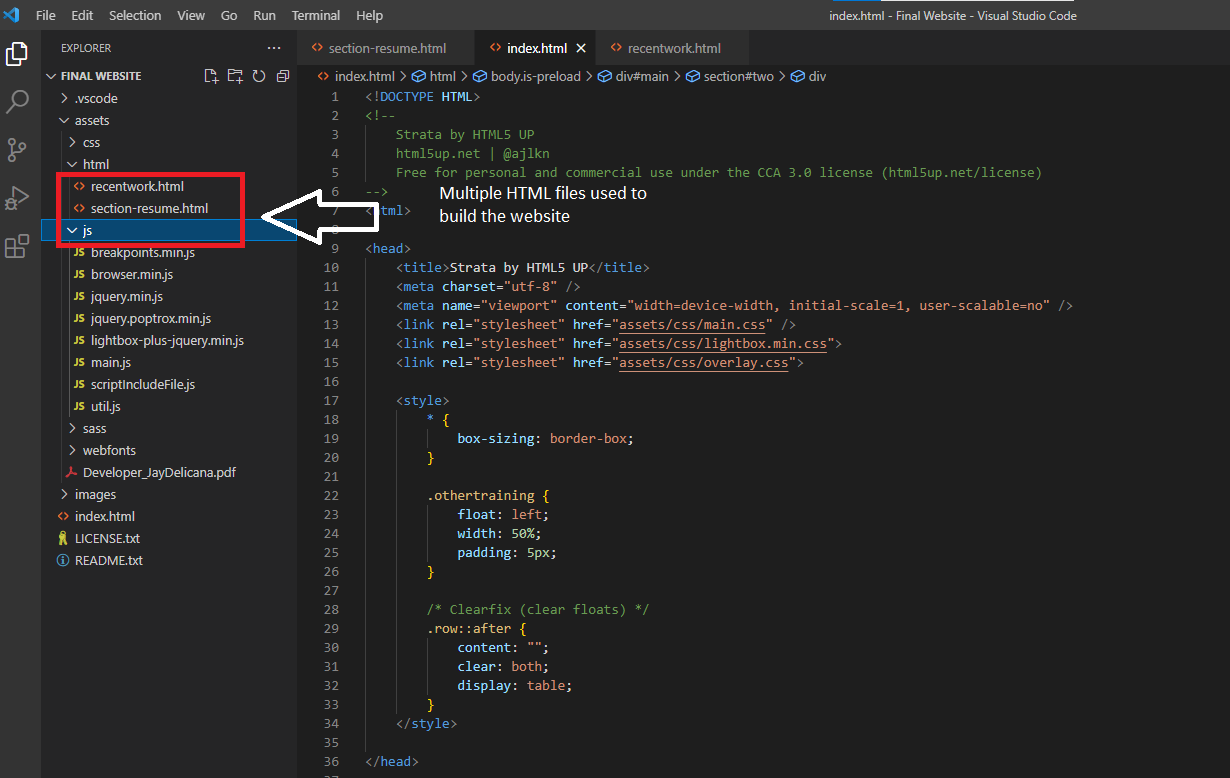 File Edit Selection View Go Run Terminal Help
index.html - Final Website - Visual Studio Code
EXPLORER
FINAL WEBSITE
.vscode
assets
css
html
recentwork.html
section-resume.html
js
breakpoints.min.js
browser.min.js
jquery.min.js
jquery.poptrox.min.js
lightbox-plus-jquery.min.js
main.js
scriptIncludeFile.js
util.js
sass
webfonts
Developer_JayDelicana.pdf
images
index.html
LICENSE.txt
README.txt
section-resume.html index.html recentwork.html
index.html > html > body.is-preload > div#main > section#two > div
1 <!DOCTYPE HTML>
2 <!--
3 Strata by HTML5 UP
4 html5up.net | @ajlkn
5 Free for personal and commercial use under the CCA 3.0 license (html5up.net/license)
6 -->
Multiple HTML files used to
build the website
7 <tml>
8
9 <head>
10 <title>Strata by HTML5 UP</title>
11 <meta charset="utf-8" />
12 <meta name="viewport" content="width=device-width, initial-scale=1, user-scalable=no" />
13 <link rel="stylesheet" href="assets/css/main.css" />
14 <link rel="stylesheet" href="assets/css/lightbox.min.css">
15 <link rel="stylesheet" href="assets/css/overlay.css">
16
17 <style>
18 * {
19 box-sizing: border-box;
20 }
21
22 .othertraining {
23 float: left;
24 width: 50%;
25 padding: 5px;
26 }
27
28 /* Clearfix (clear floats) */
29 .row::after {
30 content: "";
31 clear: both;
32 display: table;
33 }
34 </style>
35
36 </head>